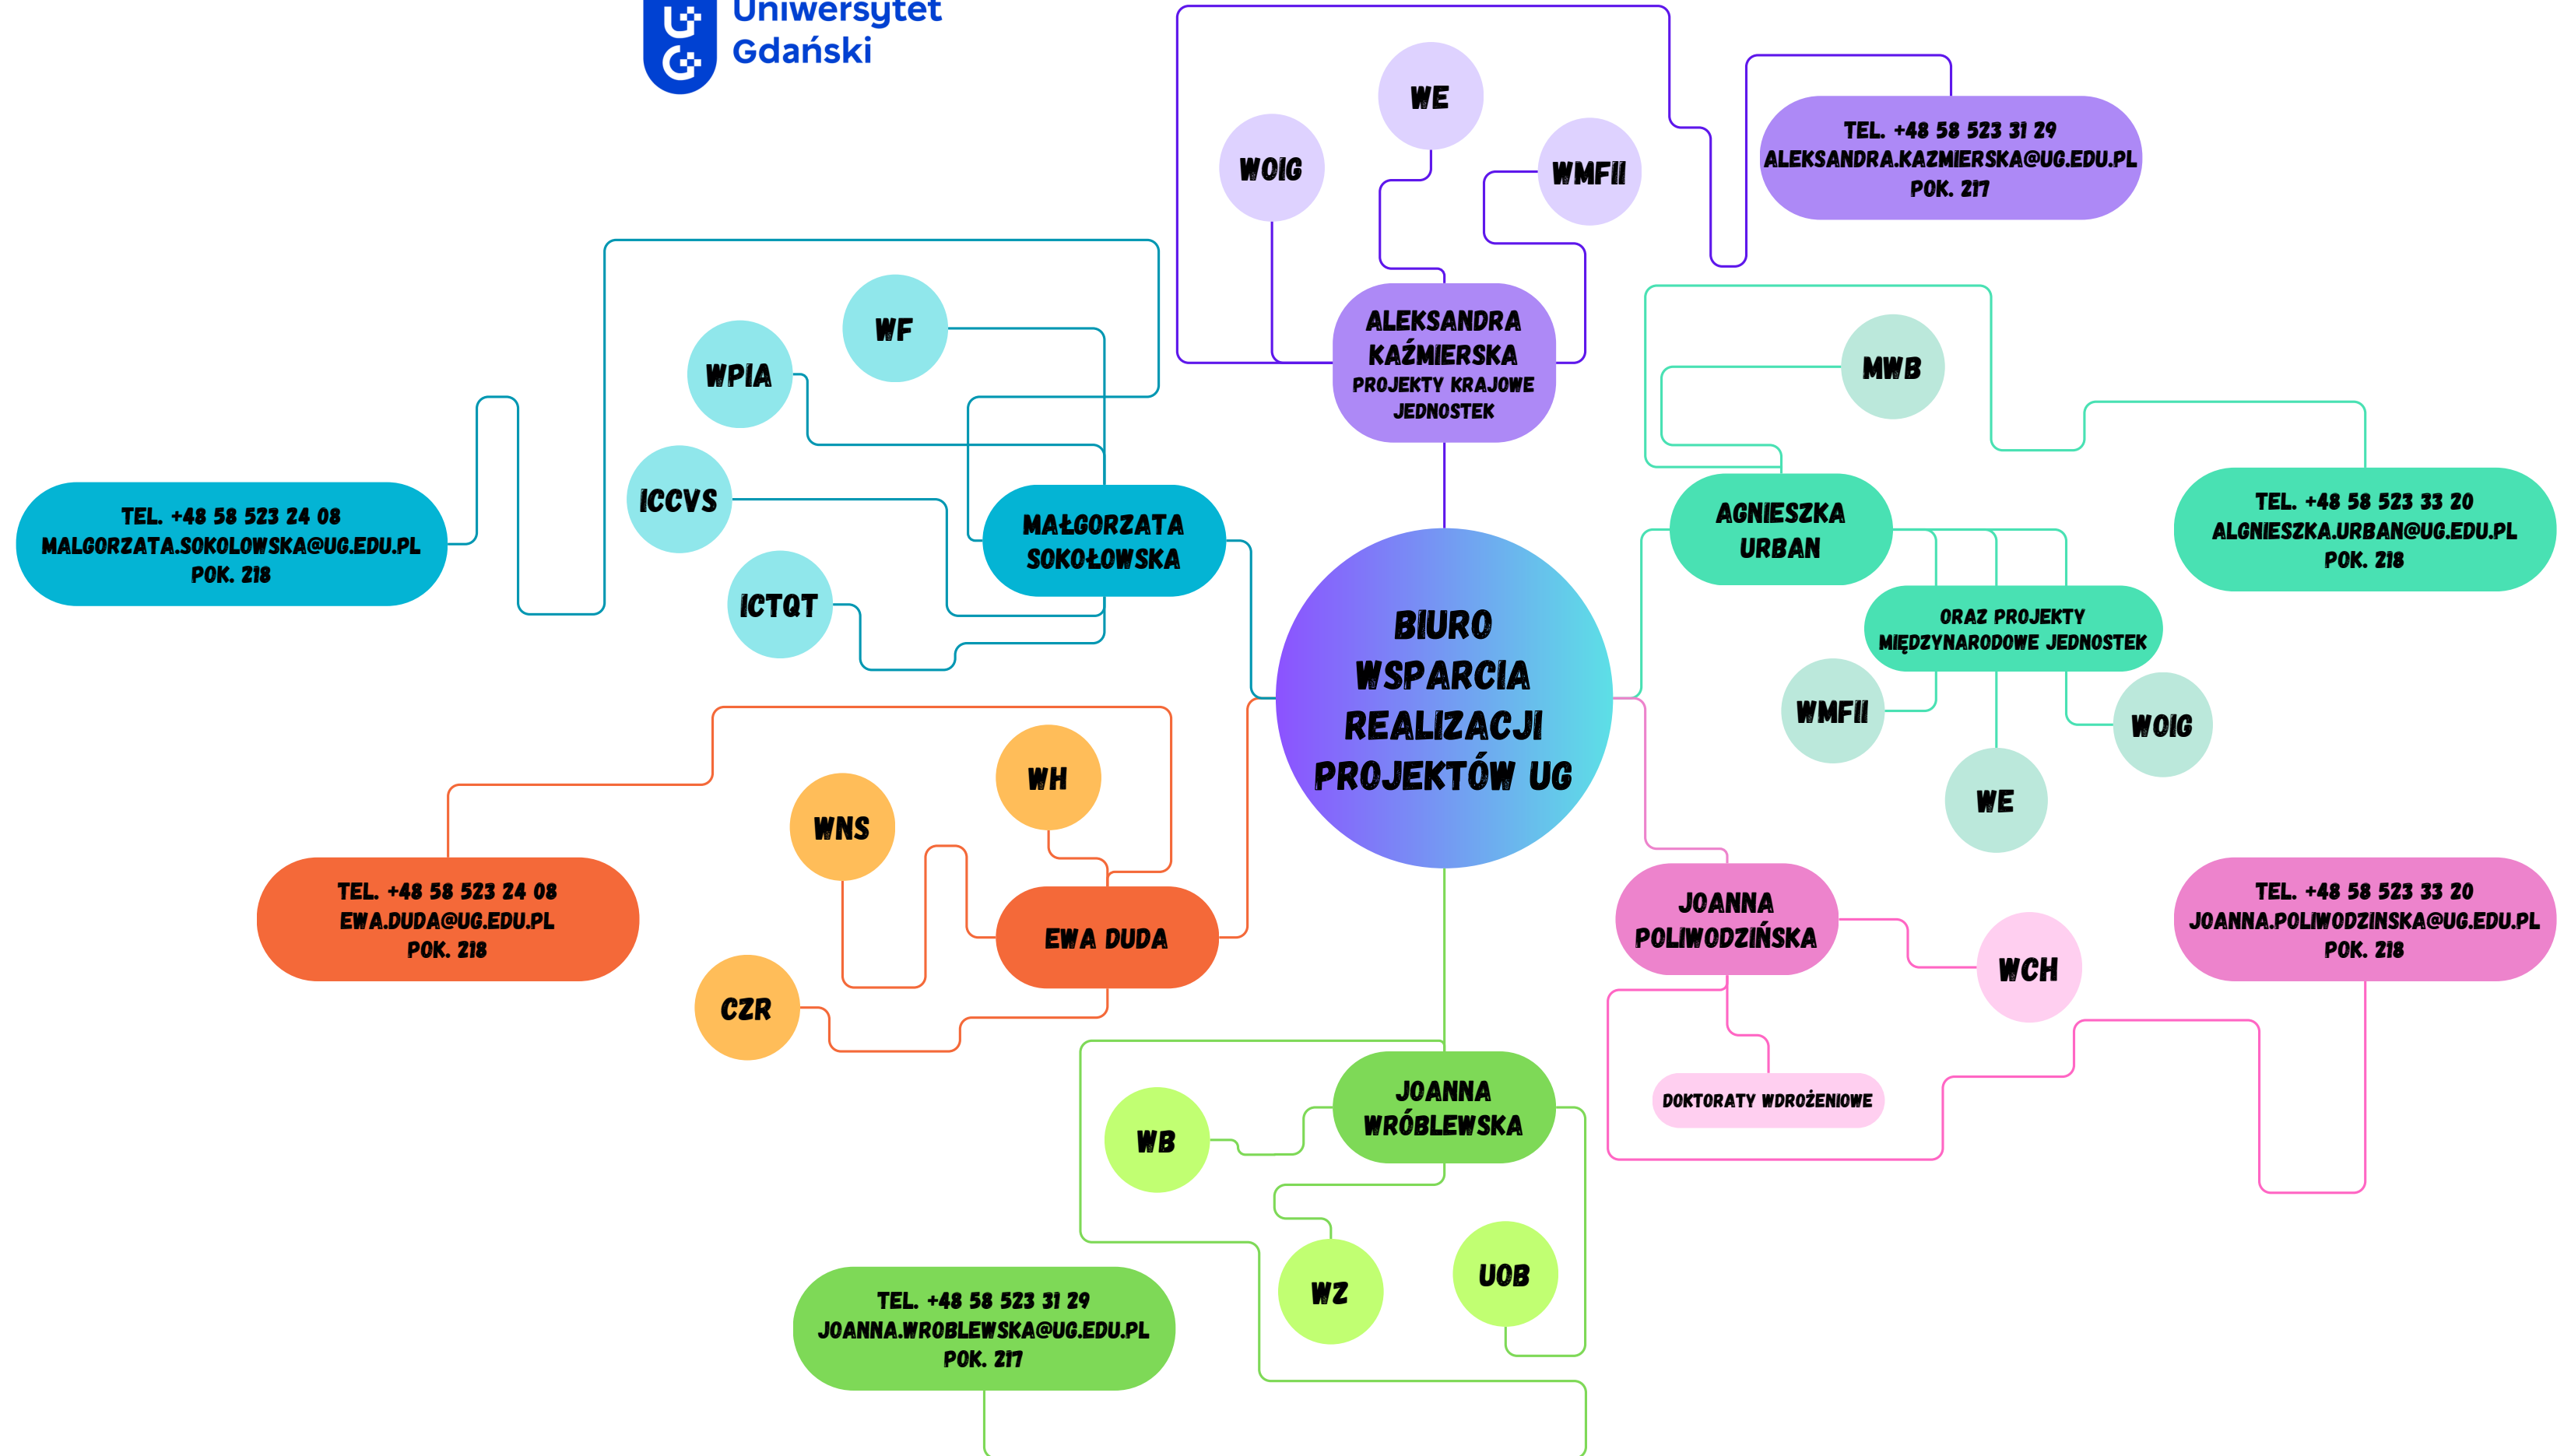 Uniwersytet
Gdański
UG
WE
WOIG
WMFII
TEL. +48 58 523 31 29
ALEKSANDRA.KAZMIERSKA@UG.EDU.PL
POK. 217
ALEKSANDRA
KAŹMIERSKA
PROJEKTY KRAJOWE
JEDNOSTEK
WF
WPIA
ICCVS
ICTQT
MAŁGORZATA
SOKOŁOWSKA
TEL. +48 58 523 24 08
MALGORZATA.SOKOLOWSKA@UG.EDU.PL
POK. 218
MWB
AGNIESZKA
URBAN
TEL. +48 58 523 33 20
ALGNIESZKA.URBAN@UG.EDU.PL
POK. 218
ORAZ PROJEKTY
MIĘDZYNARODOWE JEDNOSTEK
WMFII
WOIG
WE
BIURO
WSPARCIA
REALIZACJI
PROJEKTÓW UG
WH
WNS
CZR
EWA DUDA
TEL. +48 58 523 24 08
EWA.DUDA@UG.EDU.PL
POK. 218
JOANNA
POLIWODZIŃSKA
WCH
DOKTORATY WDROŻENIOWE
TEL. +48 58 523 33 20
JOANNA.POLIWODZINSKA@UG.EDU.PL
POK. 218
JOANNA
WRÓBLEWSKA
WB
WZ
UOB
TEL. +48 58 523 31 29
JOANNA.WROBLEWSKA@UG.EDU.PL
POK. 217